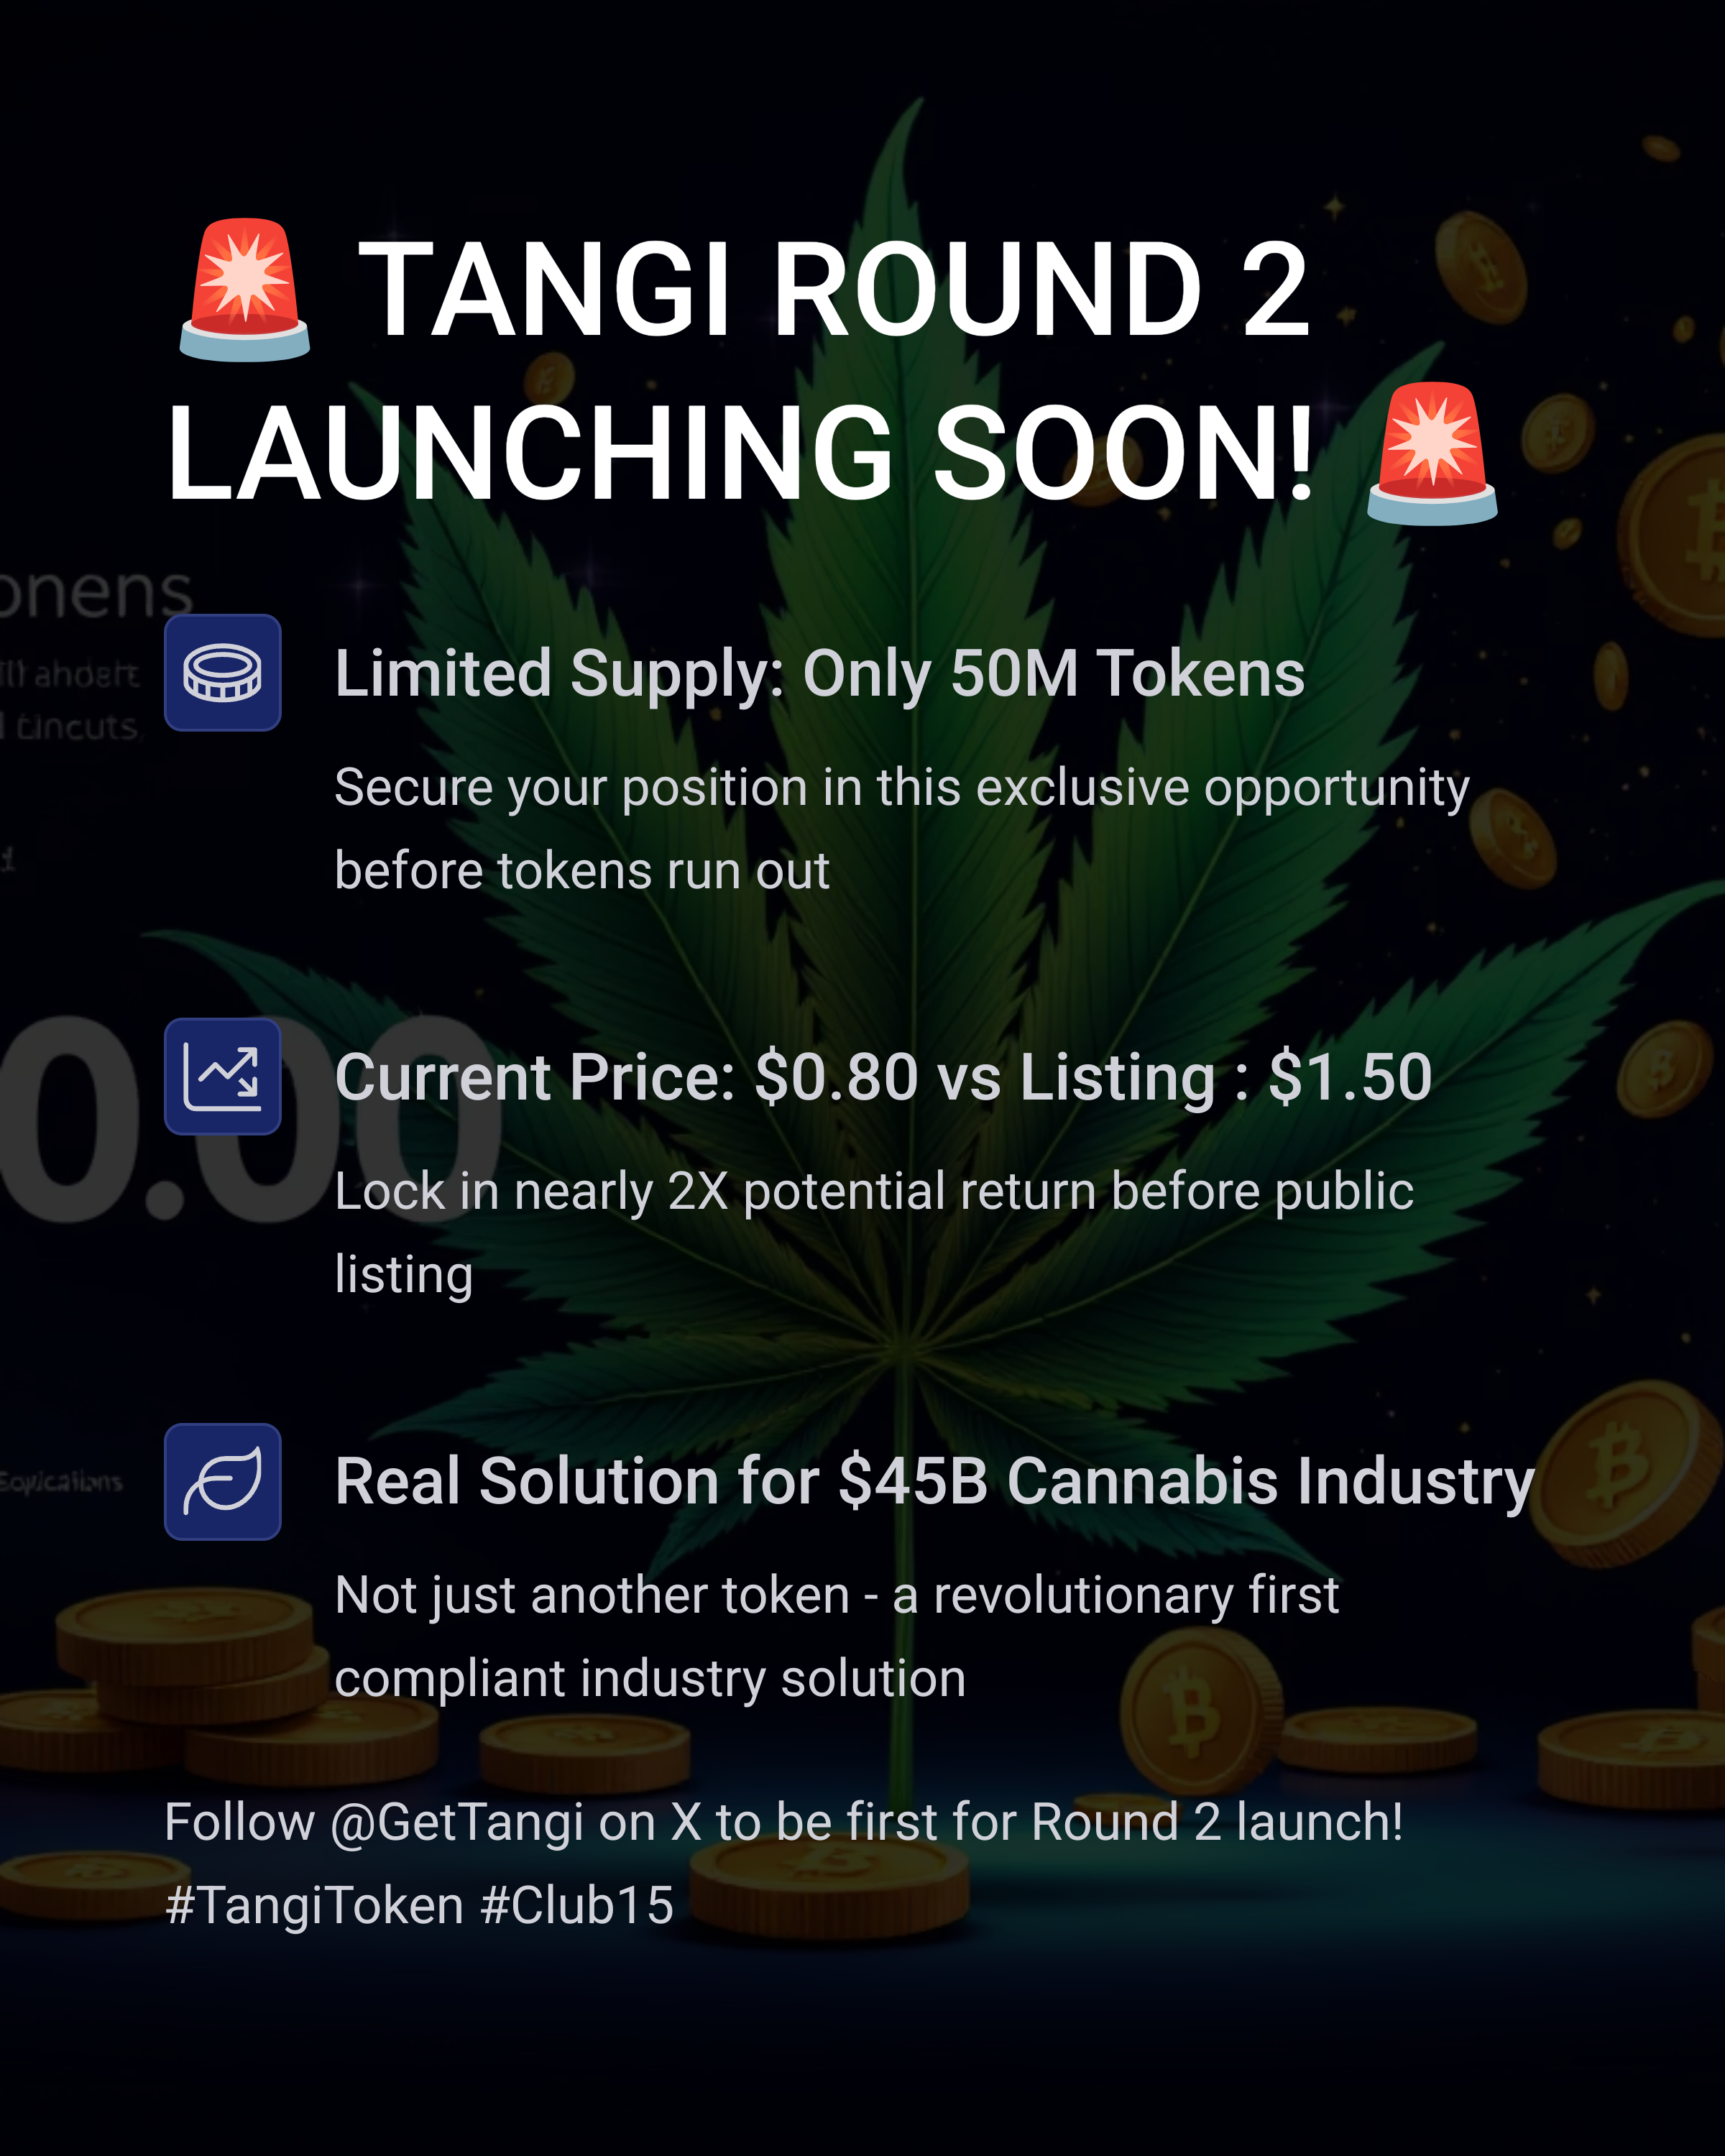 🚨 TANGI ROUND 2
LAUNCHING SOON! 🚨
onens
Limited Supply: Only 50M Tokens
Secure your position in this exclusive opportunity
before tokens run out
0.00
Current Price: $0.80 vs Listing : $1.50
Lock in nearly 2X potential return before public
listing
Real Solution for $45B Cannabis Industry
Not just another token - a revolutionary first
compliant industry solution
Follow @GetTangi on X to be first for Round 2 launch!
#TangiToken #Club15